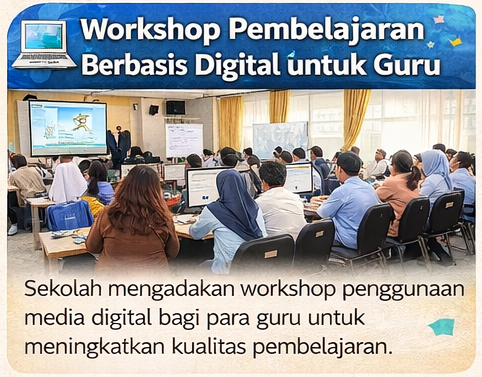 Workshop Pembelajaran
Berbasis Digital untuk Guru
Sekolah mengadakan workshop penggunaan
media digital bagi para guru untuk
meningkatkan kualitas pembelajaran.